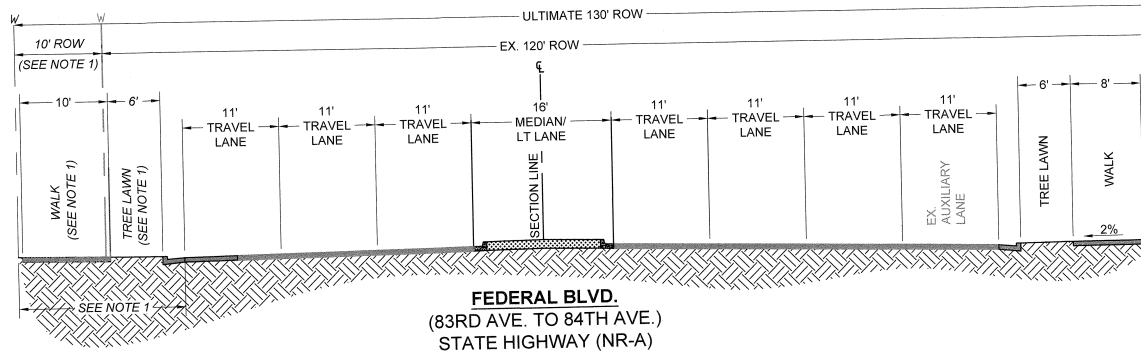 W W
ULTIMATE 130' ROW
10' ROW
(SEE NOTE 1)
EX. 120' ROW
℄
10'
6'
11'
TRAVEL
LANE
11'
TRAVEL
LANE
11'
TRAVEL
LANE
16'
MEDIAN/
LT LANE
11'
TRAVEL
LANE
11'
TRAVEL
LANE
11'
TRAVEL
LANE
11'
TRAVEL
LANE
6'
8'
WALK
(SEE NOTE 1)
TREE LAWN
(SEE NOTE 1)
SECTION LINE
EX.
AUXILIARY
LANE
TREE LAWN
WALK
2%
SEE NOTE 1
FEDERAL BLVD.
(83RD AVE. TO 84TH AVE.)
STATE HIGHWAY (NR-A)